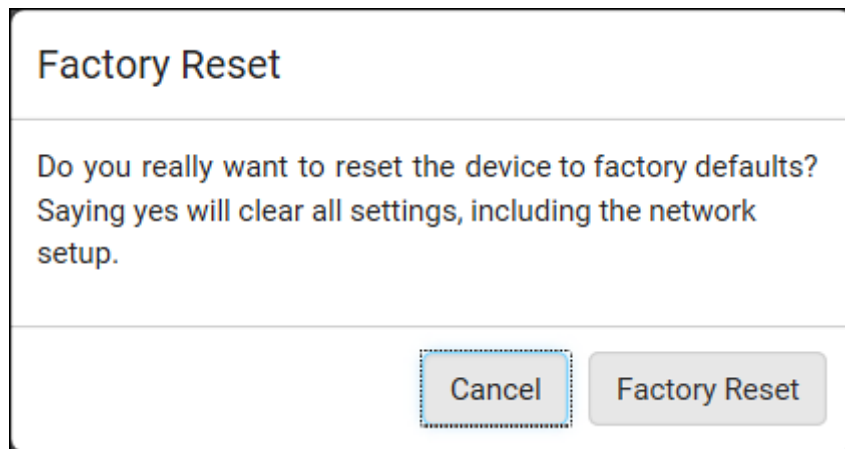 Factory Reset
Do you really want to reset the device to factory defaults?
Saying yes will clear all settings, including the network
setup.
Cancel Factory Reset